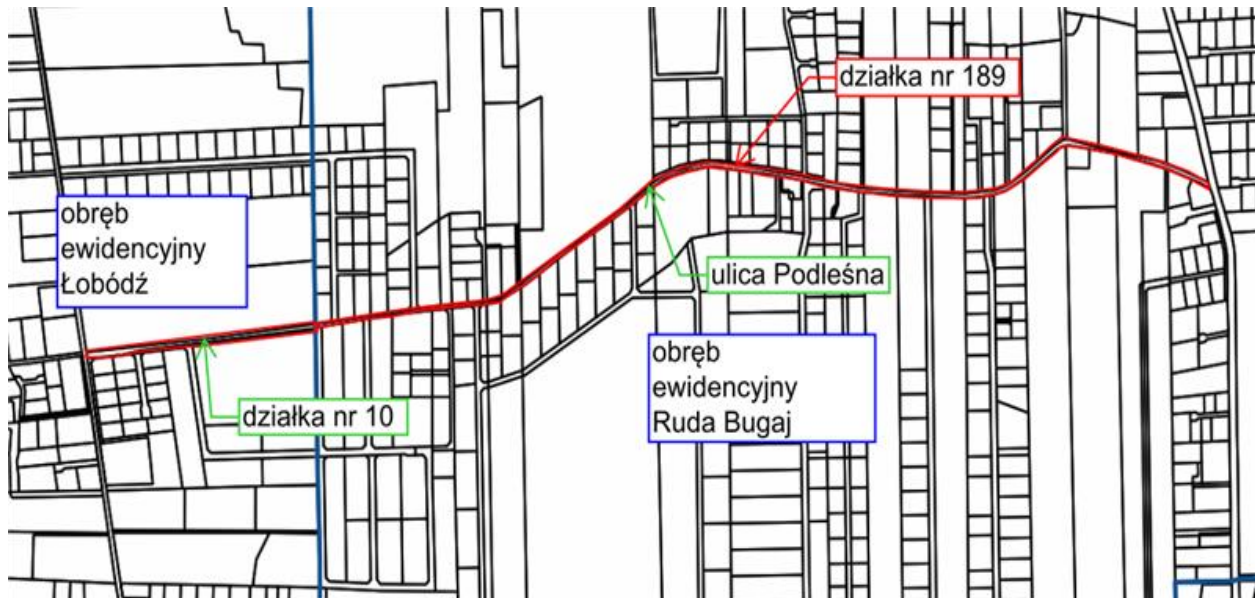 działka nr 189
obręb
ewidencyjny
Łobódź
ulica Podleśna
obręb
ewidencyjny
Ruda Bugaj
działka nr 10